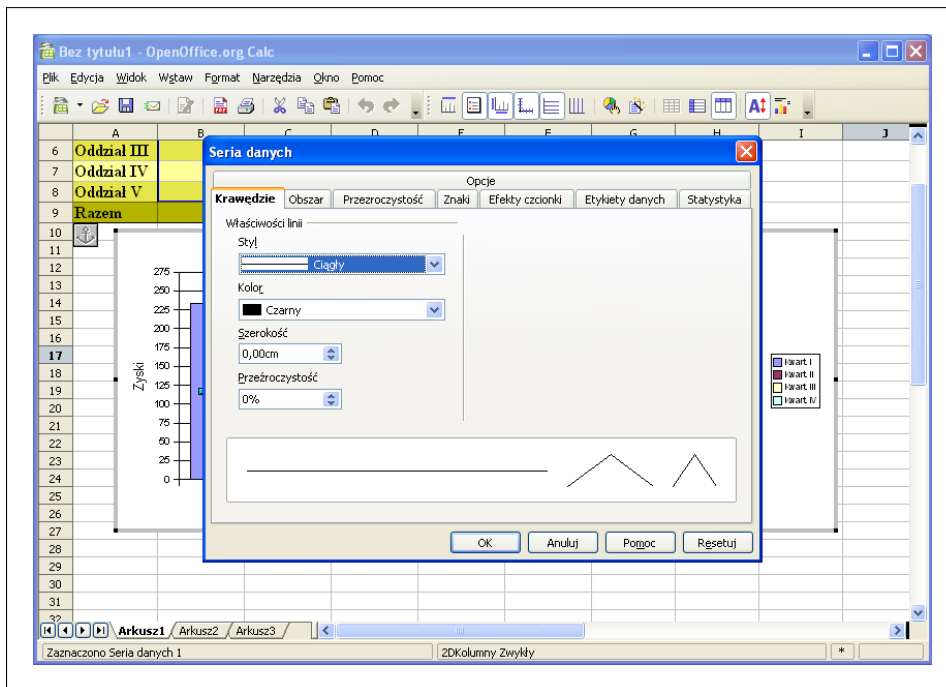 Bez tytułu1 - OpenOffice.org Calc
Plik Edycja Widok Wstaw Format Narzędzia Okno Pomoc
A B C D E F G H I J
6 Oddział III
7 Oddział IV
8 Oddział V
9 Razem
10
11
12
13
14
15
16
17
18
19
20
21
22
23
24
25
26
27
28
29
30
31
32
Seria danych
Opcje
Krawędzie Obszar Przezroczystość Znaki Efekty czcionki Etykiety danych Statystyka
Właściwości linii
Styl
Ciągły
Kolor
Czarny
Szerokość
0,00cm
Przeźroczystość
0%
OK Anuluj Pomoc Resetuj
275
250
225
200
175
150
125
100
75
50
25
0
Zyski
Kwart. I
Kwart. II
Kwart. III
Kwart. IV
Arkusz1 Arkusz2 Arkusz3
Zaznaczono Seria danych 1 2DKolumny Zwykły *